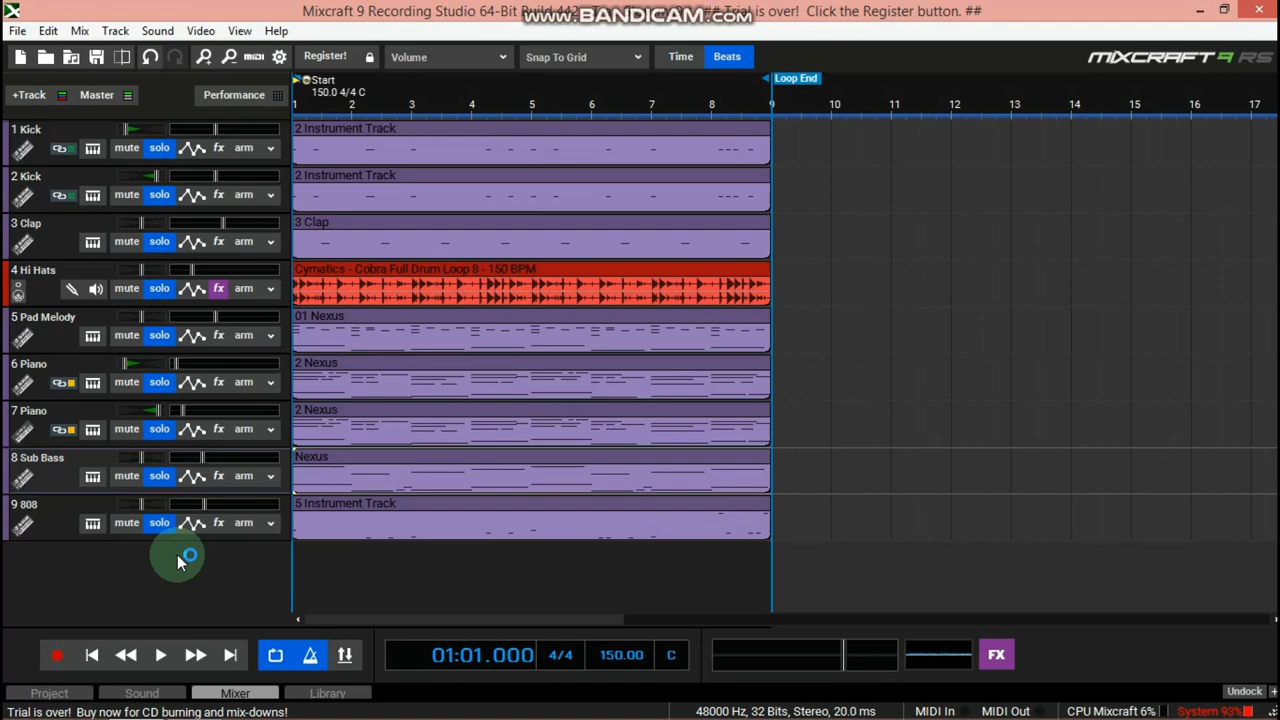 Mixcraft 9 Recording Studio 64-Bit Build 44
## Trial is over! Click the Register button. ##
www.BANDICAM.com
File Edit Mix Track Sound Video View Help
Register! Volume Snap To Grid Time Beats MIXCRAFT 9 RS
MIDI
Start Loop End
150.0 4/4 C
+Track Master Performance
1 2 3 4 5 6 7 8 9 10 11 12 13 14 15 16 17
1 Kick 2 Instrument Track
mute solo fx arm
2 Kick 2 Instrument Track
mute solo fx arm
3 Clap 3 Clap
mute solo fx arm
4 Hi Hats Cymatics - Cobra Full Drum Loop 8 - 150 BPM
mute solo fx arm
5 Pad Melody 01 Nexus
mute solo fx arm
6 Piano 2 Nexus
mute solo fx arm
7 Piano 2 Nexus
mute solo fx arm
8 Sub Bass Nexus
mute solo fx arm
9 808 5 Instrument Track
mute solo fx arm
01:01.000 4/4 150.00 C FX
Project Sound Mixer Library Undock +
Trial is over! Buy now for CD burning and mix-downs! 48000 Hz, 32 Bits, Stereo, 20.0 ms MIDI In MIDI Out CPU Mixcraft 6% System 93%